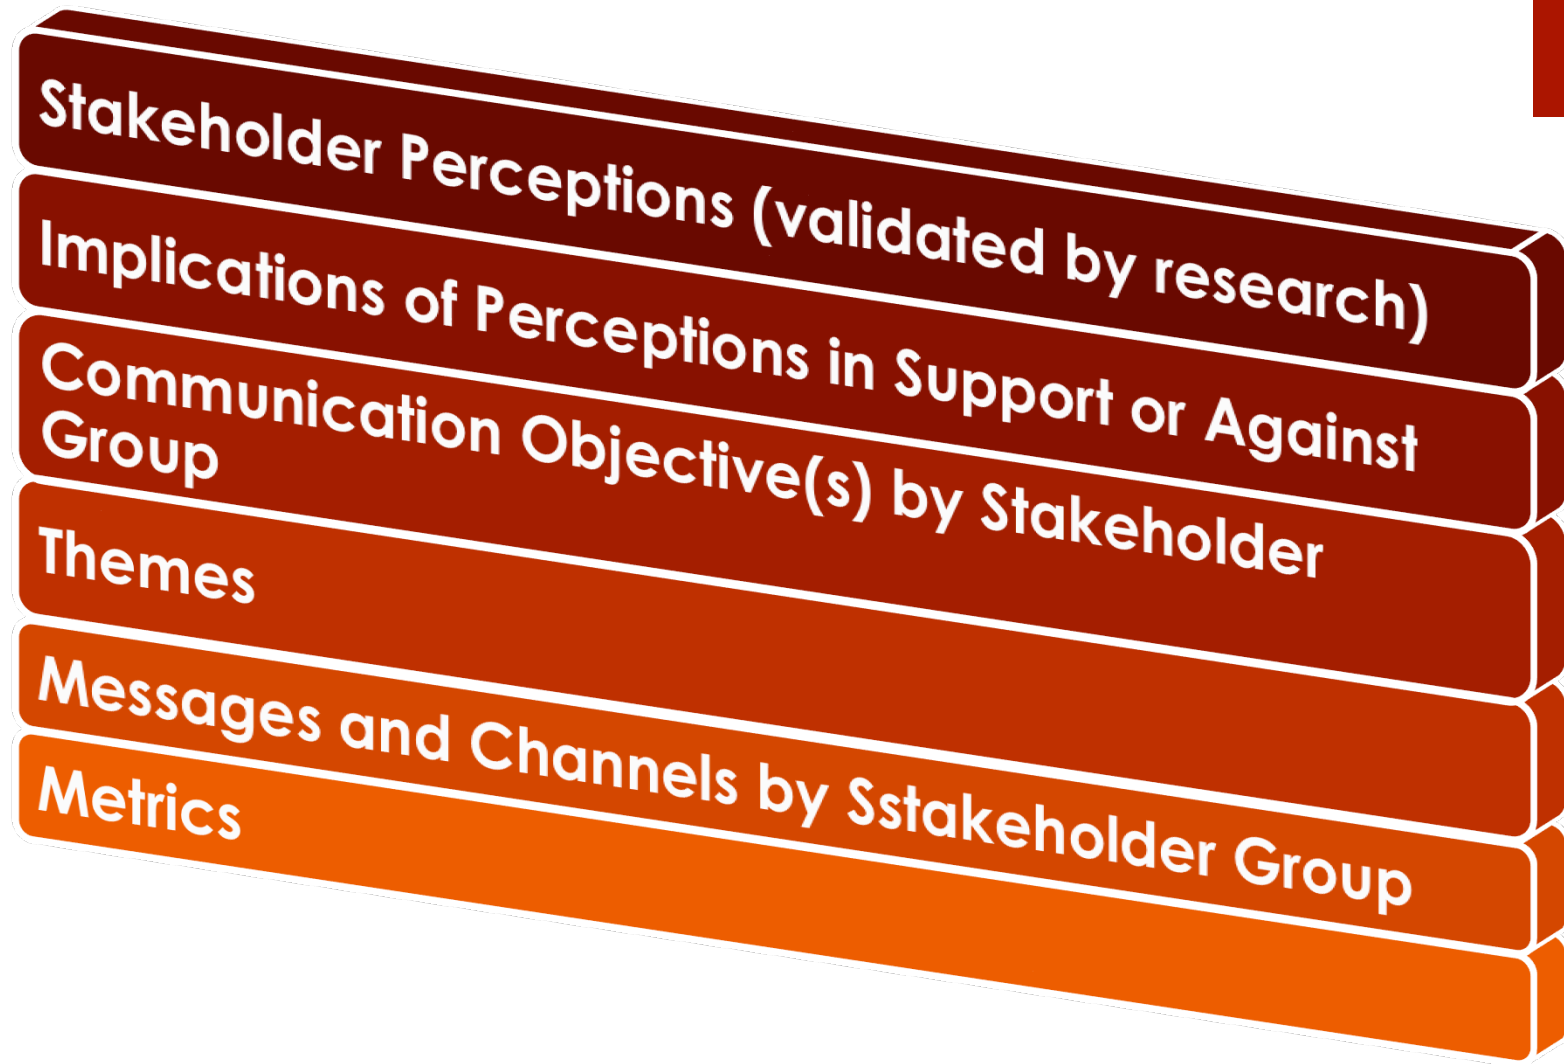 Stakeholder Perceptions (validated by research)
Implications of Perceptions in Support or Against
Communication Objective(s) by Stakeholder
Group
Themes
Messages and Channels by Sstakeholder Group
Metrics